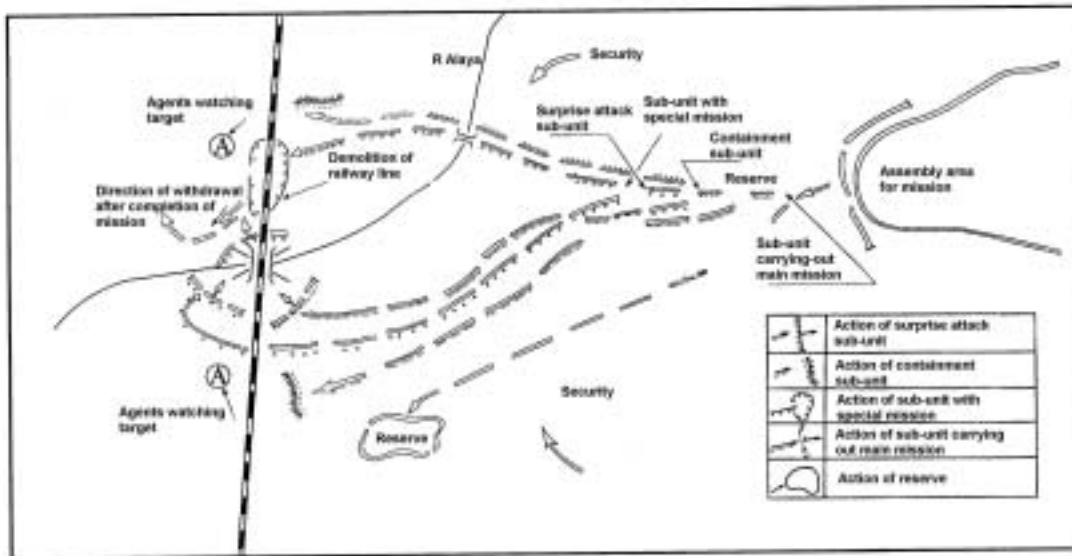 R Alaya
Security
Agents watching
target
A
Surprise attack
sub-unit
Sub-unit with
special mission
Containment
sub-unit
Reserve
Assembly area
for mission
Demolition of
railway line
Direction of withdrawal
after completion of
mission
Sub-unit
carrying-out
main mission
A
Agents watching
target
Security
Reserve
Action of surprise attack
sub-unit
Action of containment
sub-unit
Action of sub-unit with
special mission
Action of sub-unit carrying
out main mission
Action of reserve